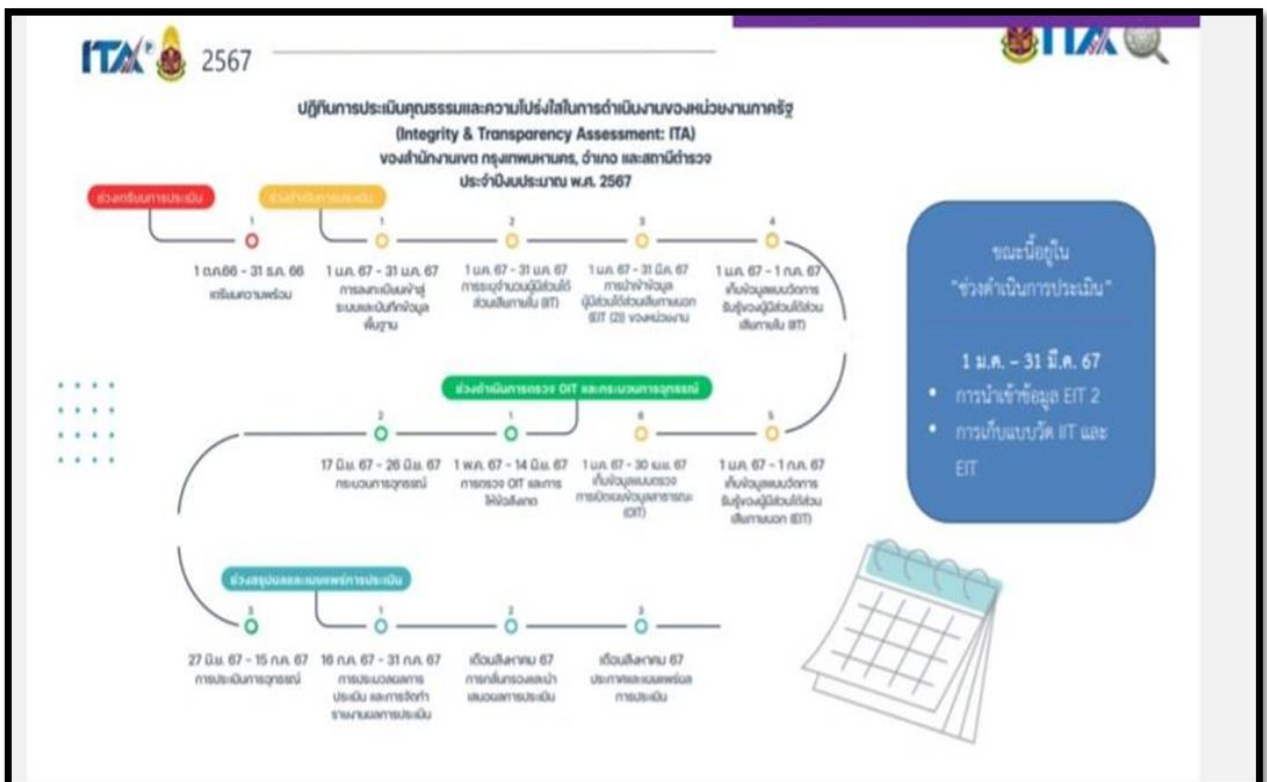 ITA 2567
ITA
ปฏิทินการประเมินคุณธรรมและความโปร่งใสในการดำเนินงานของหน่วยงานภาครัฐ
(Integrity & Transparency Assessment: ITA)
ของสำนักงานเขต กรุงเทพมหานคร, อำเภอ และสถานีตำรวจ
ประจำปีงบประมาณ พ.ศ. 2567
ช่วงเตรียมการประเมิน
1
1 ต.ค.66 - 31 ธ.ค. 66
เตรียมความพร้อม
ช่วงดำเนินการประเมิน
1
1 ม.ค. 67 - 31 ม.ค. 67
การลงทะเบียนเข้าสู่
ระบบและบันทึกข้อมูล
พื้นฐาน
2
1 ม.ค. 67 - 31 ม.ค. 67
การระบุจำนวนผู้มีส่วนได้
ส่วนเสียภายใน (IIT)
3
1 ม.ค. 67 - 31 มี.ค. 67
การนำเข้าข้อมูล
ผู้มีส่วนได้ส่วนเสียภายนอก
(EIT (2)) ของหน่วยงาน
4
1 ม.ค. 67 - 1 ก.ค. 67
เก็บข้อมูลแบบวัดการ
รับรู้ของผู้มีส่วนได้ส่วน
เสียภายใน (IIT)
5
1 ม.ค. 67 - 1 ก.ค. 67
เก็บข้อมูลแบบวัดการ
รับรู้ของผู้มีส่วนได้ส่วน
เสียภายนอก (EIT)
6
1 ม.ค. 67 - 30 เม.ย. 67
เก็บข้อมูลแบบตรวจ
การเปิดเผยข้อมูลสาธารณะ
(OIT)
ช่วงดำเนินการตรวจ OIT และกระบวนการอุทธรณ์
1
1 พ.ค. 67 - 14 มิ.ย. 67
การตรวจ OIT และการ
ให้ข้อสังเกต
2
17 มิ.ย. 67 - 26 มิ.ย. 67
กระบวนการอุทธรณ์
3
27 มิ.ย. 67 - 15 ก.ค. 67
การประเมินการอุทธรณ์
ช่วงสรุปผลและเผยแพร่การประเมิน
1
16 ก.ค. 67 - 31 ก.ค. 67
การประมวลผลการ
ประเมิน และการจัดทำ
รายงานผลการประเมิน
2
เดือนสิงหาคม 67
การกลั่นกรองและนำ
เสนอผลการประเมิน
3
เดือนสิงหาคม 67
ประกาศและเผยแพร่ผล
การประเมิน
ขณะนี้อยู่ใน
"ช่วงดำเนินการประเมิน"
1 ม.ค. – 31 มี.ค. 67
• การนำเข้าข้อมูล EIT 2
• การเก็บแบบวัด IIT และ
EIT